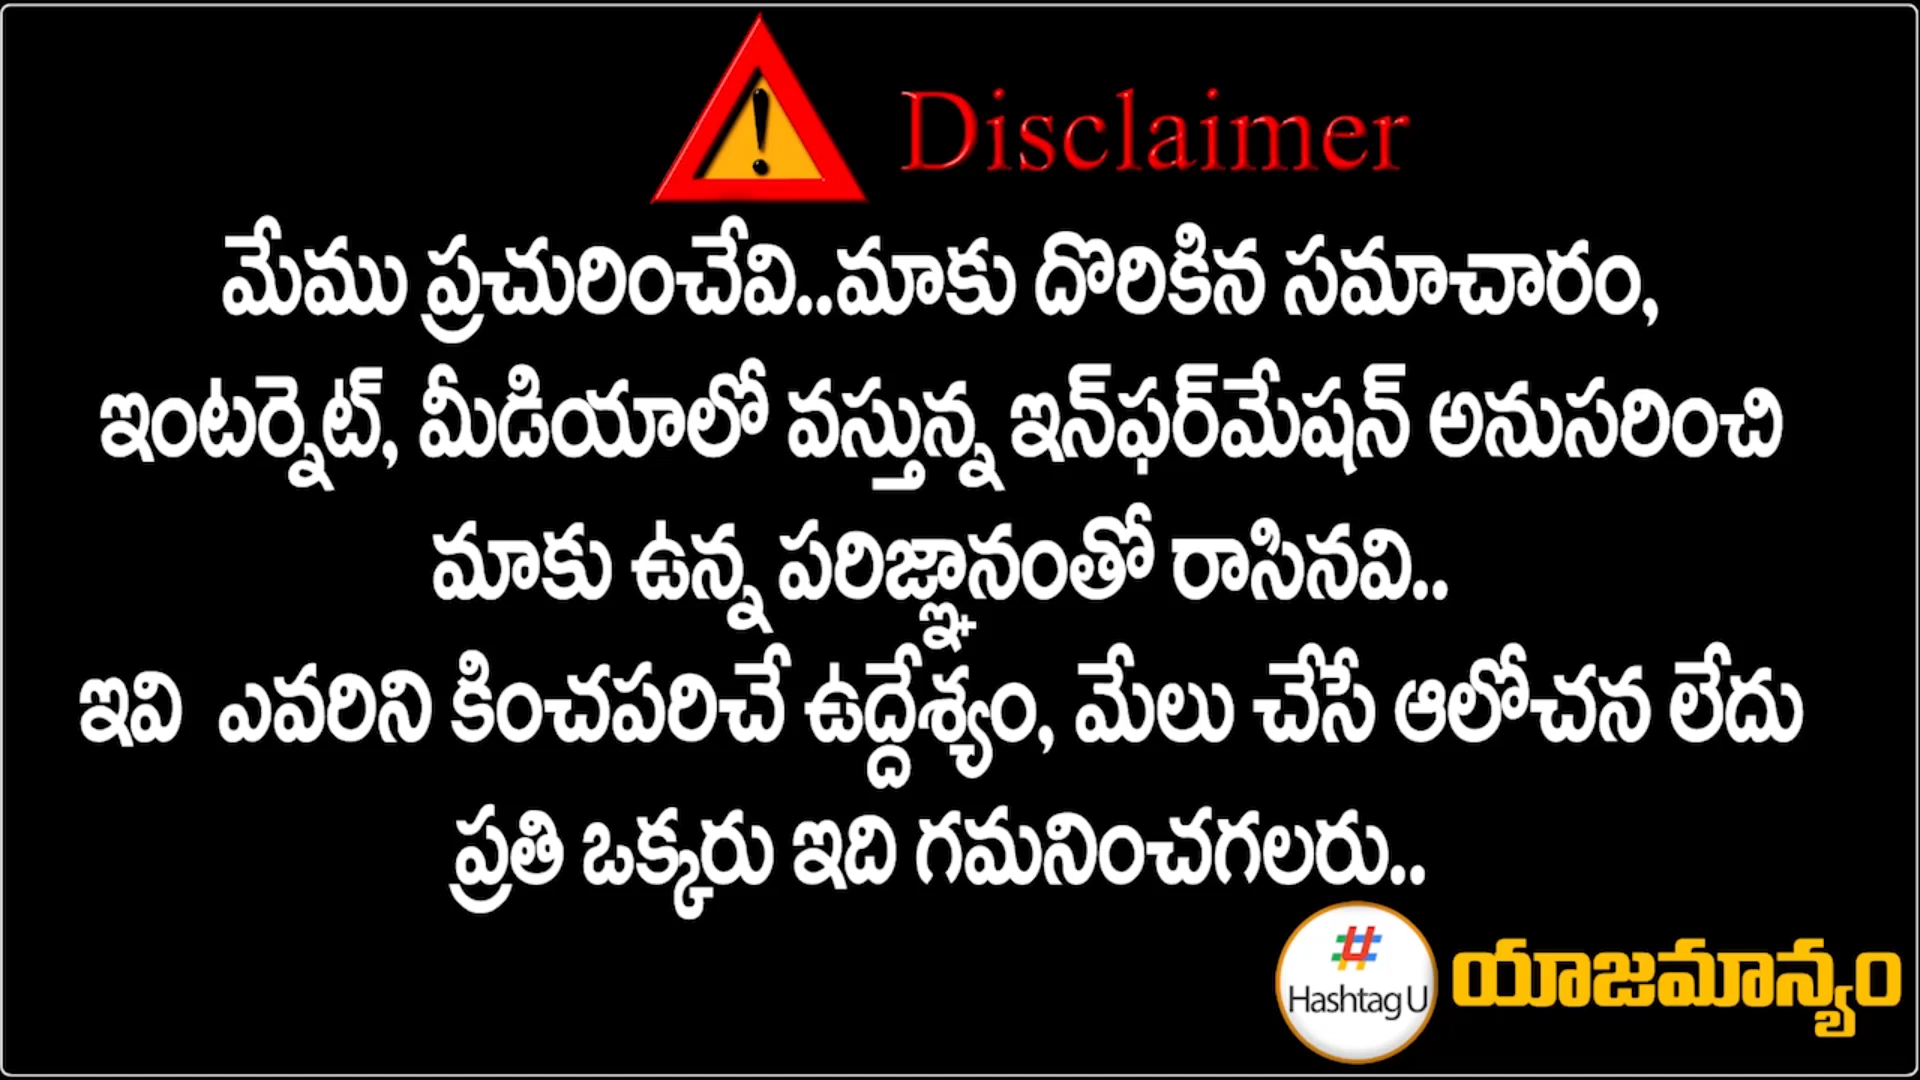 Disclaimer
మేము ప్రచురించేవి..మాకు దొరికిన సమాచారం,
ఇంటర్నెట్, మీడియాలో వస్తున్న ఇన్‌ఫర్‌మేషన్ అనుసరించి
మాకు ఉన్న పరిజ్ఞానంతో రాసినవి..
ఇవి ఎవరిని కించపరిచే ఉద్దేశ్యం, మేలు చేసే ఆలోచన లేదు
ప్రతి ఒక్కరు ఇది గమనించగలరు..
# Hashtag U
యాజమాన్యం